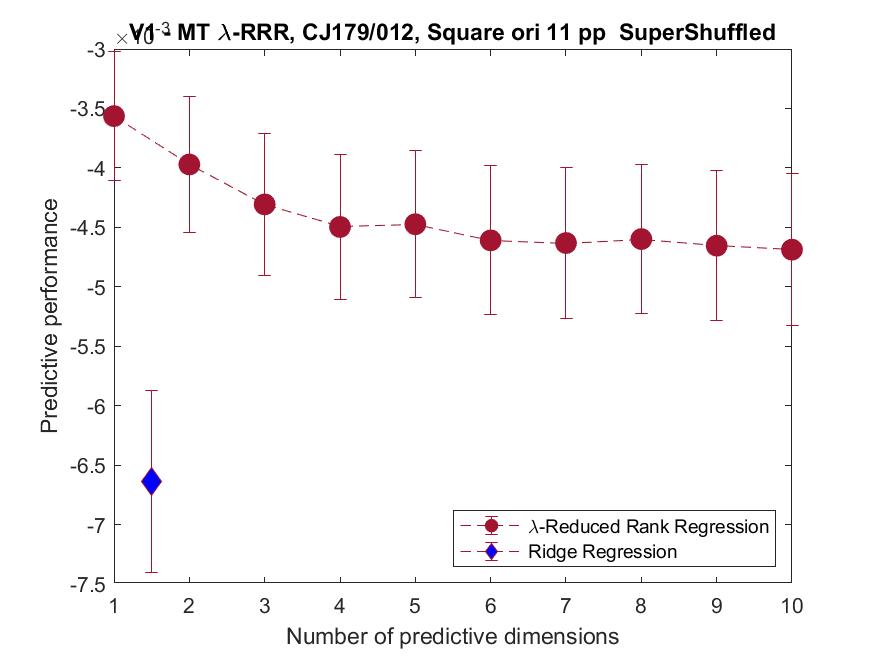 V1 - MT λ-RRR, CJ179/012, Square ori 11 pp  SuperShuffled
×10⁻³
-3
-3.5
-4
-4.5
-5
-5.5
-6
-6.5
-7
-7.5
Predictive performance
λ-Reduced Rank Regression
Ridge Regression
1 2 3 4 5 6 7 8 9 10
Number of predictive dimensions